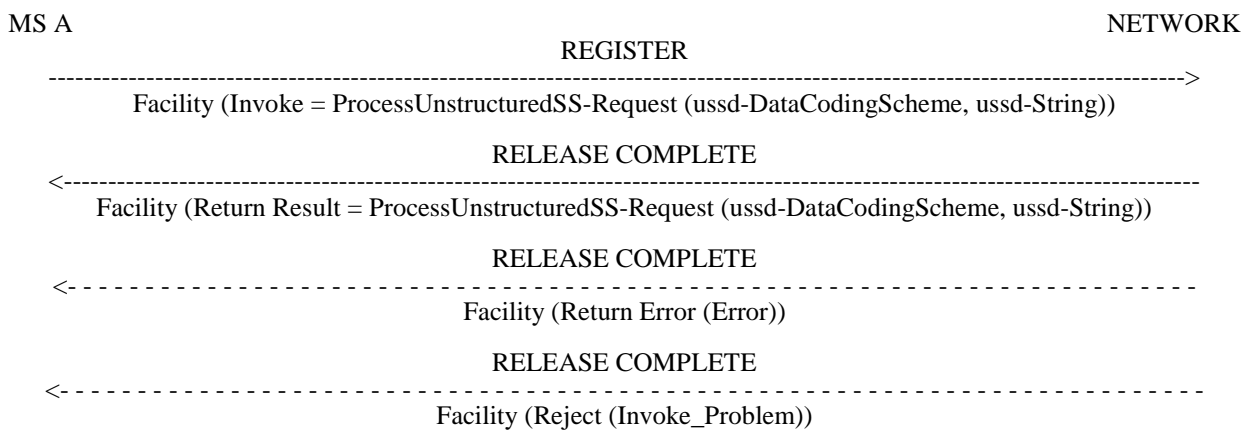 MS A NETWORK
REGISTER
Facility (Invoke = ProcessUnstructuredSS-Request (ussd-DataCodingScheme, ussd-String))
RELEASE COMPLETE
Facility (Return Result = ProcessUnstructuredSS-Request (ussd-DataCodingScheme, ussd-String))
RELEASE COMPLETE
Facility (Return Error (Error))
RELEASE COMPLETE
Facility (Reject (Invoke_Problem))